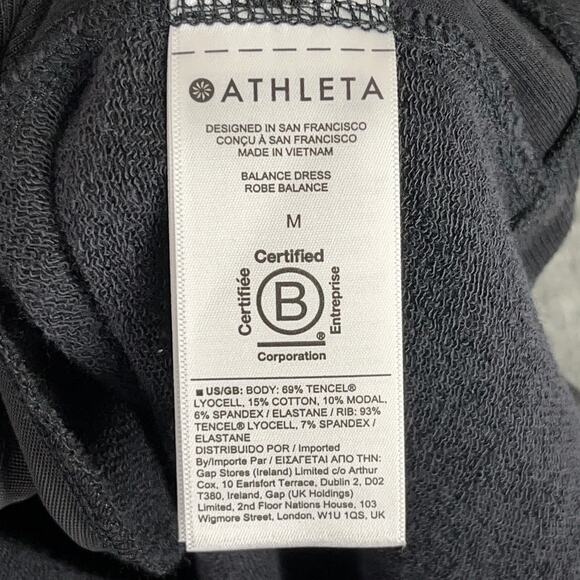 ATHLETA
DESIGNED IN SAN FRANCISCO
CONÇU À SAN FRANCISCO
MADE IN VIETNAM
BALANCE DRESS
ROBE BALANCE
M
Certified
Certifiée
B
Entreprise
®
Corporation
■ US/GB: BODY: 69% TENCEL®
LYOCELL, 15% COTTON, 10% MODAL,
6% SPANDEX / ELASTANE / RIB: 93%
TENCEL® LYOCELL, 7% SPANDEX /
ELASTANE
DISTRIBUIDO POR / Imported
By/Importe Par / ΕΙΣΑΓΕΤΑΙ ΑΠΟ ΤΗΝ:
Gap Stores (Ireland) Limited c/o Arthur
Cox, 10 Earlsfort Terrace, Dublin 2, D02
T380, Ireland, Gap (UK Holdings)
Limited, 2nd Floor Nations House, 103
Wigmore Street, London, W1U 1QS, UK